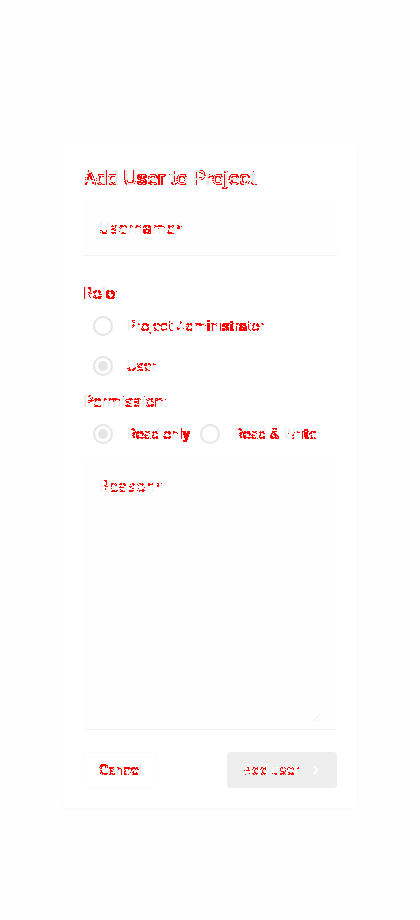 Add User to Project
Username
Role
Project Administrator
User
Permission:
Read only Read & Write
Reason
Cancel Add User